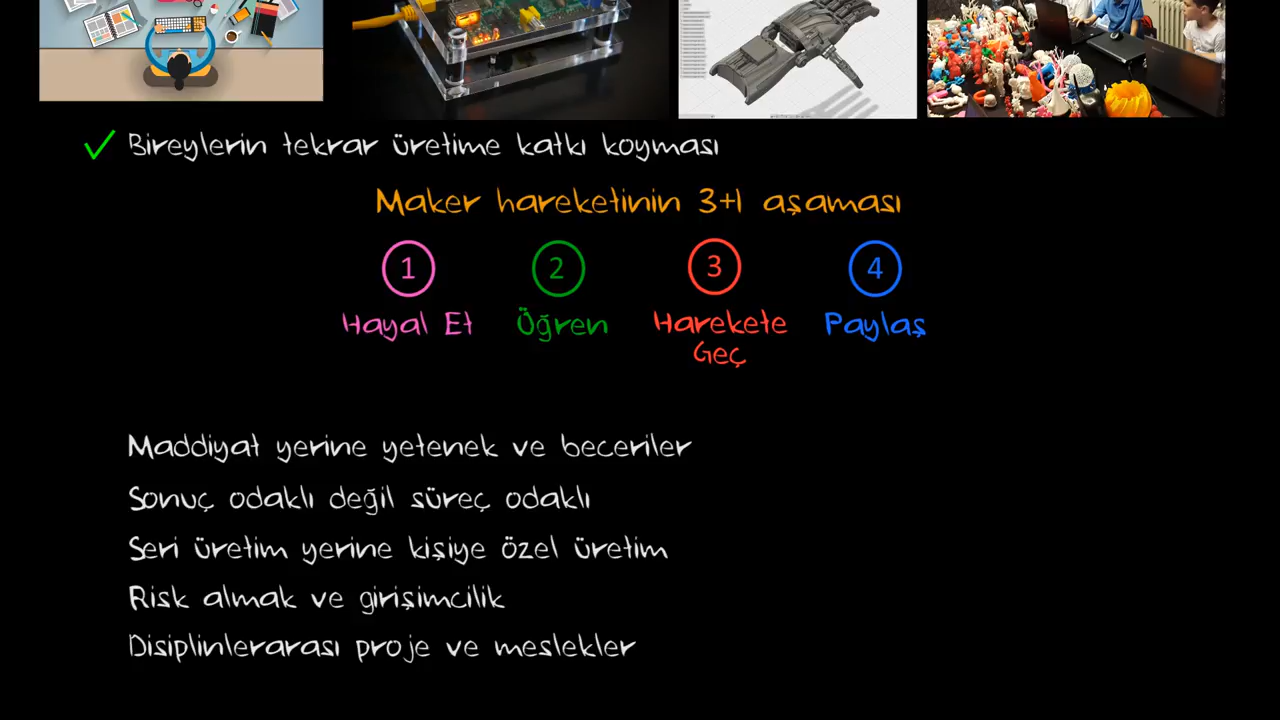 Bireylerin tekrar üretime katkı koyması
Maker hareketinin 3+1 aşaması
1 2 3 4
Hayal Et Öğren Harekete Geç Paylaş
Maddiyat yerine yetenek ve beceriler
Sonuç odaklı değil süreç odaklı
Seri üretim yerine kişiye özel üretim
Risk almak ve girişimcilik
Disiplinlerarası proje ve meslekler